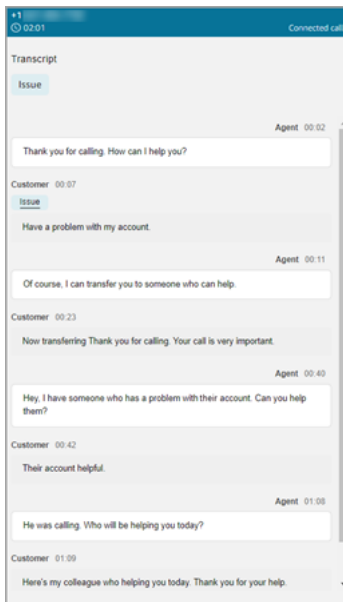 +1
02:01 Connected call
Transcript
Issue
Agent 00:02
Thank you for calling. How can I help you?
Customer 00:07
Issue
Have a problem with my account.
Agent 00:11
Of course, I can transfer you to someone who can help.
Customer 00:23
Now transferring Thank you for calling. Your call is very important.
Agent 00:40
Hey, I have someone who has a problem with their account. Can you help
them?
Customer 00:42
Their account helpful.
Agent 01:08
He was calling. Who will be helping you today?
Customer 01:09
Here's my colleague who helping you today. Thank you for your help.